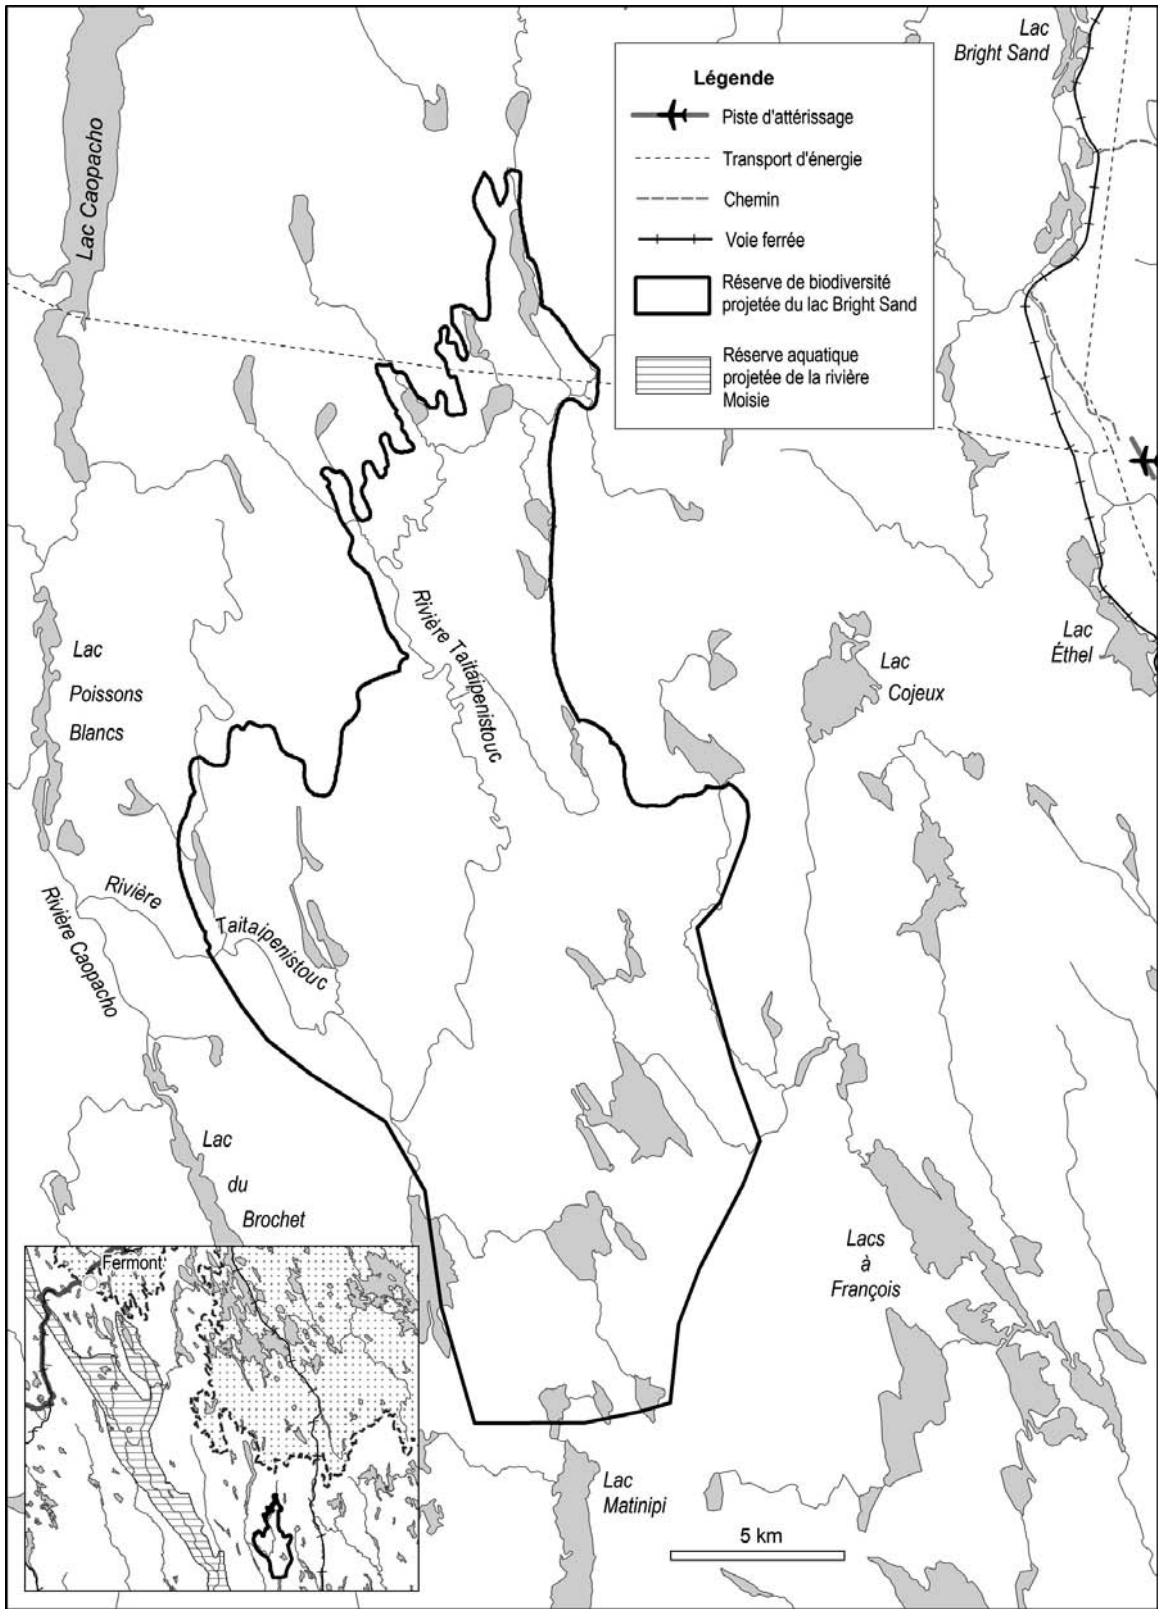 Lac
Bright Sand
Légende
Piste d'attérissage
Transport d'énergie
Chemin
Voie ferrée
Réserve de biodiversité
projetée du lac Bright Sand
Réserve aquatique
projetée de la rivière
Moisie
Lac Caopacho
Rivière Taitaipenistouc
Lac
Éthel
Lac
Cojeux
Lac
Poissons
Blancs
Rivière
Taitaipenistouc
Rivière Caopacho
Lac
du
Brochet
Lacs
à
François
Fermont
Lac
Matinipi
5 km